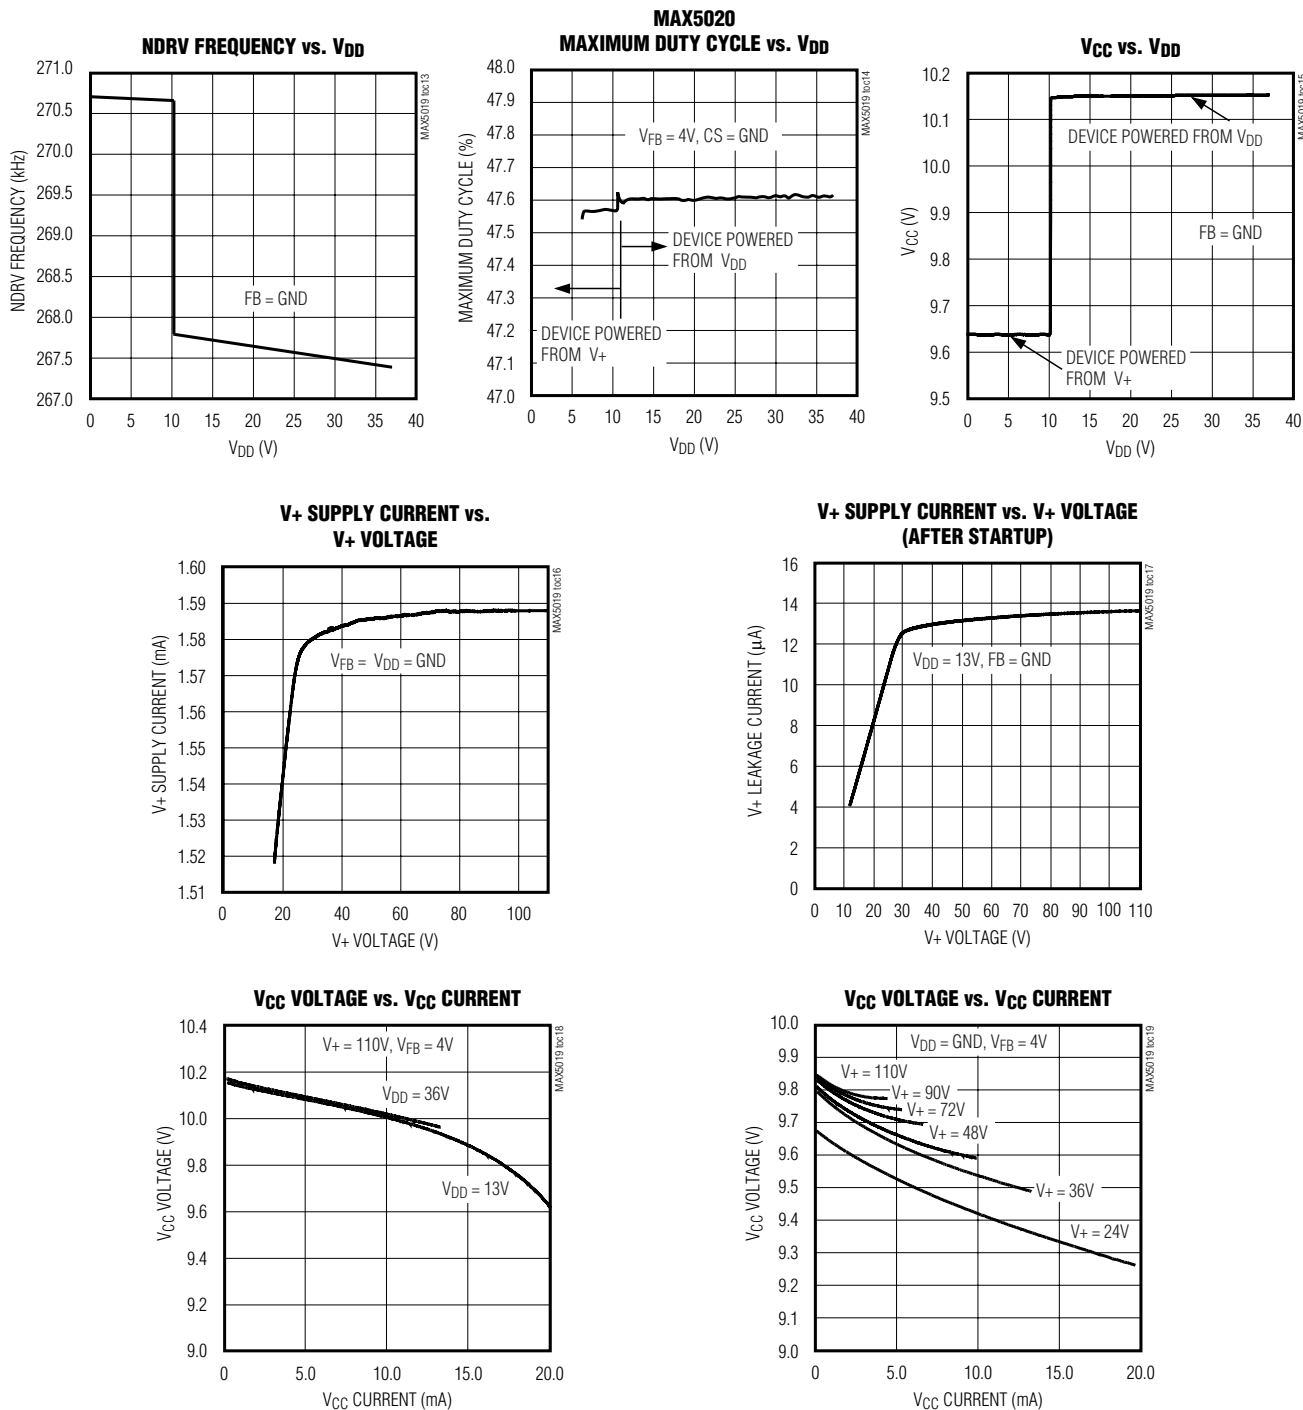 NDRV FREQUENCY vs. VDD
271.0
270.5
270.0
269.5
269.0
268.5
268.0
267.5
267.0
NDRV FREQUENCY (kHz)
FB = GND
0 5 10 15 20 25 30 35 40
VDD (V)
MAX5019 toc13
MAX5020
MAXIMUM DUTY CYCLE vs. VDD
48.0
47.9
47.8
47.7
47.6
47.5
47.4
47.3
47.2
47.1
47.0
MAXIMUM DUTY CYCLE (%)
VFB = 4V, CS = GND
DEVICE POWERED
FROM VDD
DEVICE POWERED
FROM V+
0 5 10 15 20 25 30 35 40
VDD (V)
MAX5019 toc14
VCC vs. VDD
10.2
10.1
10.0
9.9
9.8
9.7
9.6
9.5
VCC (V)
DEVICE POWERED FROM VDD
FB = GND
DEVICE POWERED
FROM V+
0 5 10 15 20 25 30 35 40
VDD (V)
MAX5019 toc15
V+ SUPPLY CURRENT vs.
V+ VOLTAGE
1.60
1.59
1.58
1.57
1.56
1.55
1.54
1.53
1.52
1.51
V+ SUPPLY CURRENT (mA)
VFB = VDD = GND
0 20 40 60 80 100
V+ VOLTAGE (V)
MAX5019 toc16
V+ SUPPLY CURRENT vs. V+ VOLTAGE
(AFTER STARTUP)
16
14
12
10
8
6
4
2
0
V+ LEAKAGE CURRENT (µA)
VDD = 13V, FB = GND
0 10 20 30 40 50 60 70 80 90 100 110
V+ VOLTAGE (V)
MAX5019 toc17
VCC VOLTAGE vs. VCC CURRENT
10.4
10.2
10.0
9.8
9.6
9.4
9.2
9.0
VCC VOLTAGE (V)
V+ = 110V, VFB = 4V
VDD = 36V
VDD = 13V
0 5.0 10.0 15.0 20.0
VCC CURRENT (mA)
MAX5019 toc18
VCC VOLTAGE vs. VCC CURRENT
10.0
9.9
9.8
9.7
9.6
9.5
9.4
9.3
9.2
9.1
9.0
VCC VOLTAGE (V)
VDD = GND, VFB = 4V
V+ = 110V
V+ = 90V
V+ = 72V
V+ = 48V
V+ = 36V
V+ = 24V
0 5.0 10.0 15.0 20.0
VCC CURRENT (mA)
MAX5019 toc19